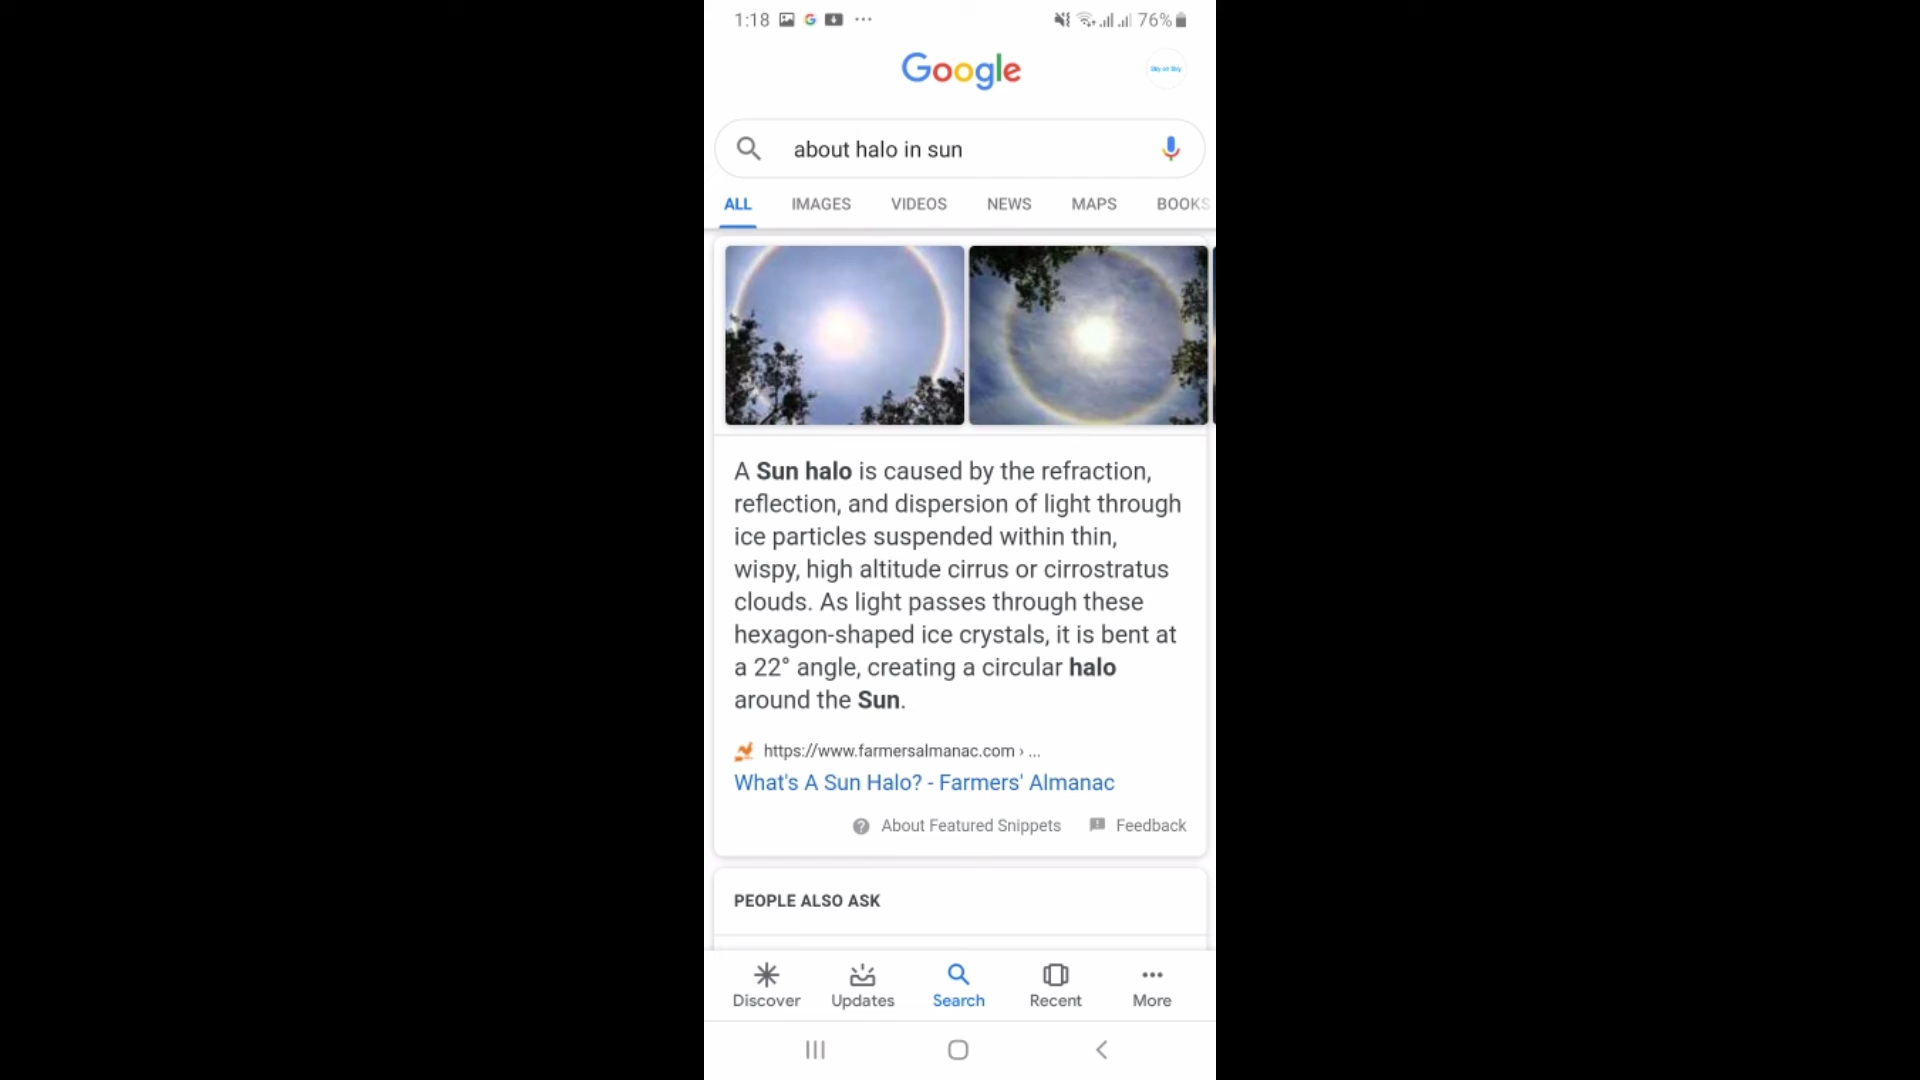 1:18 76%
Google
Sky on Sky
about halo in sun
ALL IMAGES VIDEOS NEWS MAPS BOOKS
A Sun halo is caused by the refraction,
reflection, and dispersion of light through
ice particles suspended within thin,
wispy, high altitude cirrus or cirrostratus
clouds. As light passes through these
hexagon-shaped ice crystals, it is bent at
a 22° angle, creating a circular halo
around the Sun.
https://www.farmersalmanac.com › ...
What's A Sun Halo? - Farmers' Almanac
About Featured Snippets Feedback
PEOPLE ALSO ASK
Discover Updates Search Recent More